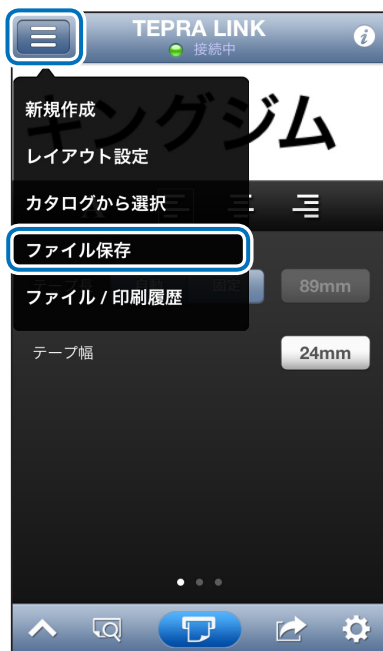 TEPRA LINK
接続中
キングジム
新規作成
レイアウト設定
カタログから選択
ファイル保存
ファイル / 印刷履歴
固定
89mm
テープ幅
24mm